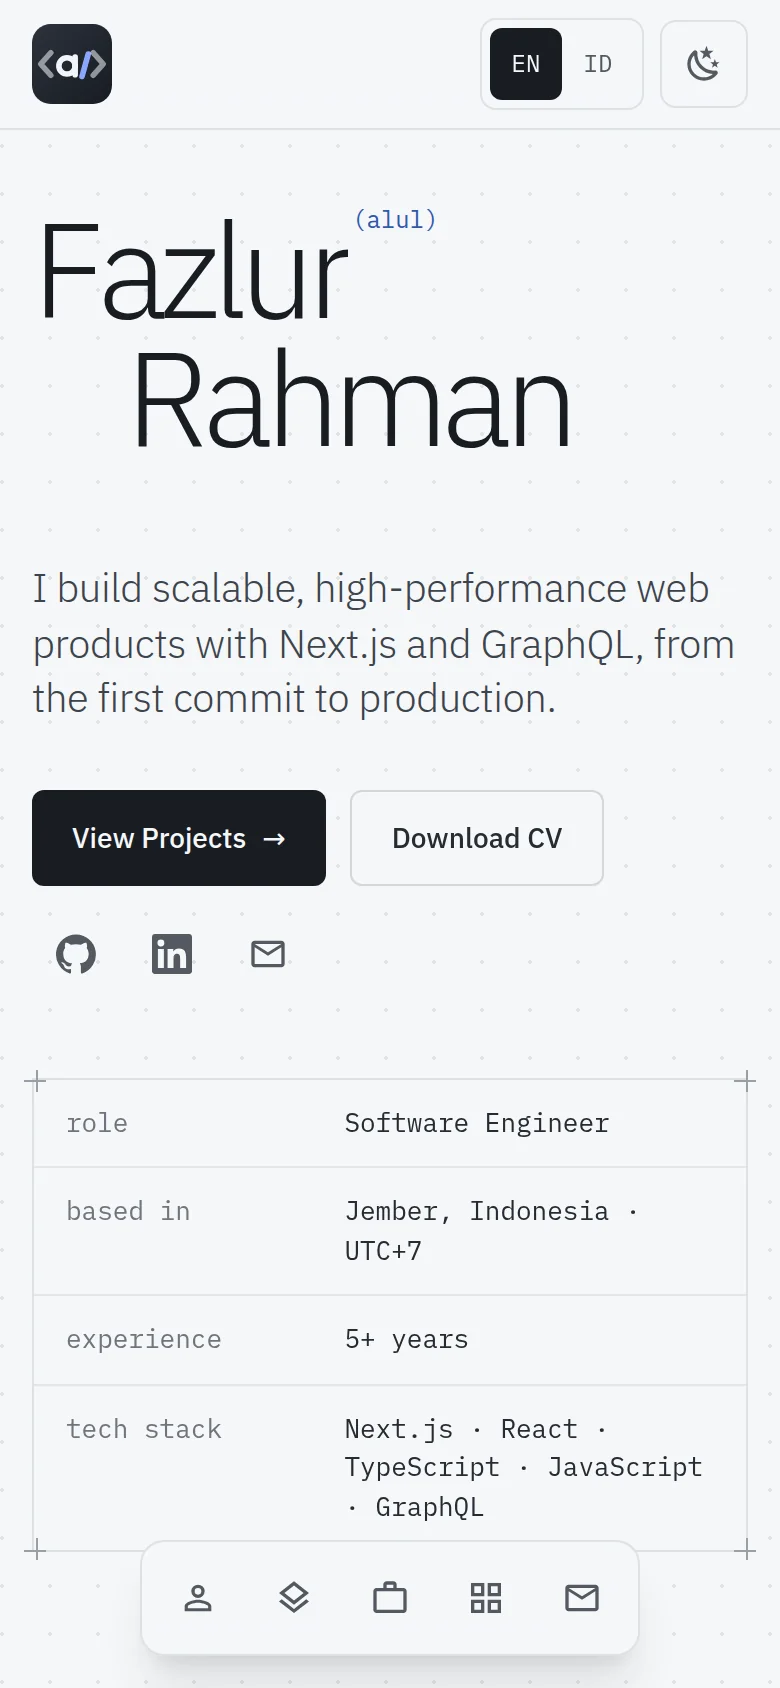 <a/>
EN ID
(alul)
Fazlur
Rahman
I build scalable, high-performance web
products with Next.js and GraphQL, from
the first commit to production.
View Projects → Download CV
in
role Software Engineer
based in Jember, Indonesia ·
UTC+7
experience 5+ years
tech stack Next.js · React ·
TypeScript · JavaScript
· GraphQL